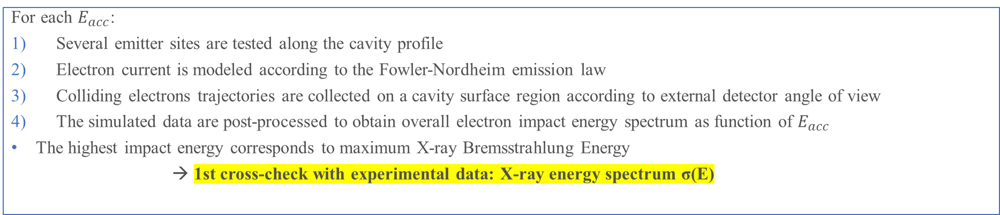 For each E_acc:
1) Several emitter sites are tested along the cavity profile
2) Electron current is modeled according to the Fowler-Nordheim emission law
3) Colliding electrons trajectories are collected on a cavity surface region according to external detector angle of view
4) The simulated data are post-processed to obtain overall electron impact energy spectrum as function of E_acc
• The highest impact energy corresponds to maximum X-ray Bremsstrahlung Energy
→ 1st cross-check with experimental data: X-ray energy spectrum σ(E)